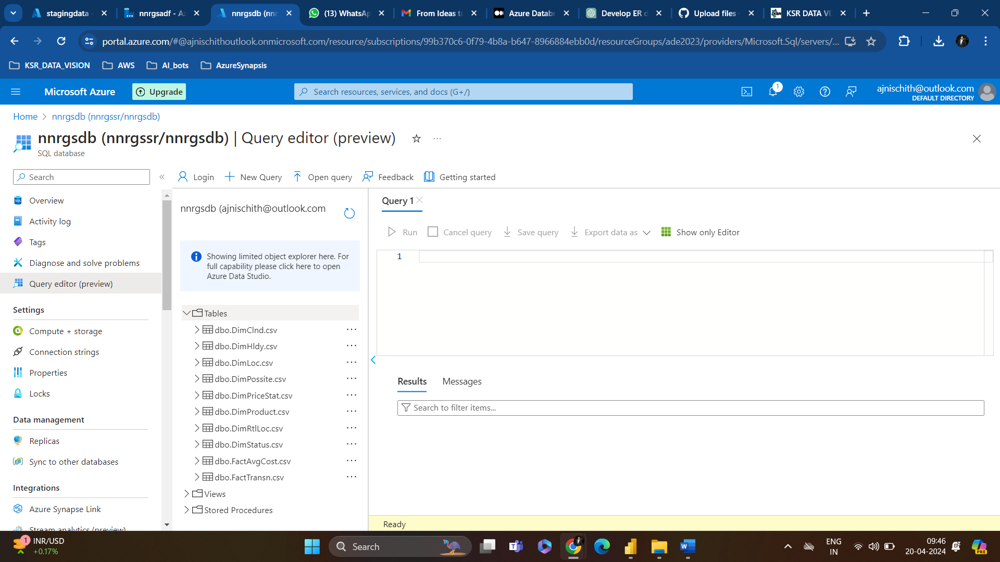 stagingdata
nnrgsadf - Az
nnrgsdb (nnr
(13) WhatsAp
From Ideas to
Azure Datab
Develop ER d
Upload files
KSR DATA VI
portal.azure.com/#@ajnischithoutlook.onmicrosoft.com/resource/subscriptions/99b370c6-0f79-4b8a-b647-8966884ebb0d/resourceGroups/ade2023/providers/Microsoft.Sql/servers/...
KSR_DATA_VISION
AWS
AI_bots
AzureSynapsis
Microsoft Azure
Upgrade
Search resources, services, and docs (G+/)
1
ajnischith@outlook.com
DEFAULT DIRECTORY
Home > nnrgsdb (nnrgssr/nnrgsdb)
nnrgsdb (nnrgssr/nnrgsdb) | Query editor (preview)
SQL database
Search
Login
New Query
Open query
Feedback
Getting started
Overview
Activity log
Tags
Diagnose and solve problems
Query editor (preview)
Settings
Compute + storage
Connection strings
Properties
Locks
Data management
Replicas
Sync to other databases
Integrations
Azure Synapse Link
Stream analytics (preview)
nnrgsdb (ajnischith@outlook.com
Showing limited object explorer here. For
full capability please click here to open
Azure Data Studio.
Tables
dbo.DimClnd.csv
dbo.DimHldy.csv
dbo.DimLoc.csv
dbo.DimPossite.csv
dbo.DimPriceStat.csv
dbo.DimProduct.csv
dbo.DimRtlLoc.csv
dbo.DimStatus.csv
dbo.FactAvgCost.csv
dbo.FactTransn.csv
Views
Stored Procedures
Query 1
Run
Cancel query
Save query
Export data as
Show only Editor
1
Results
Messages
Search to filter items...
Ready
1
INR/USD
+0.17%
Search
ENG
IN
09:46
20-04-2024
PRE